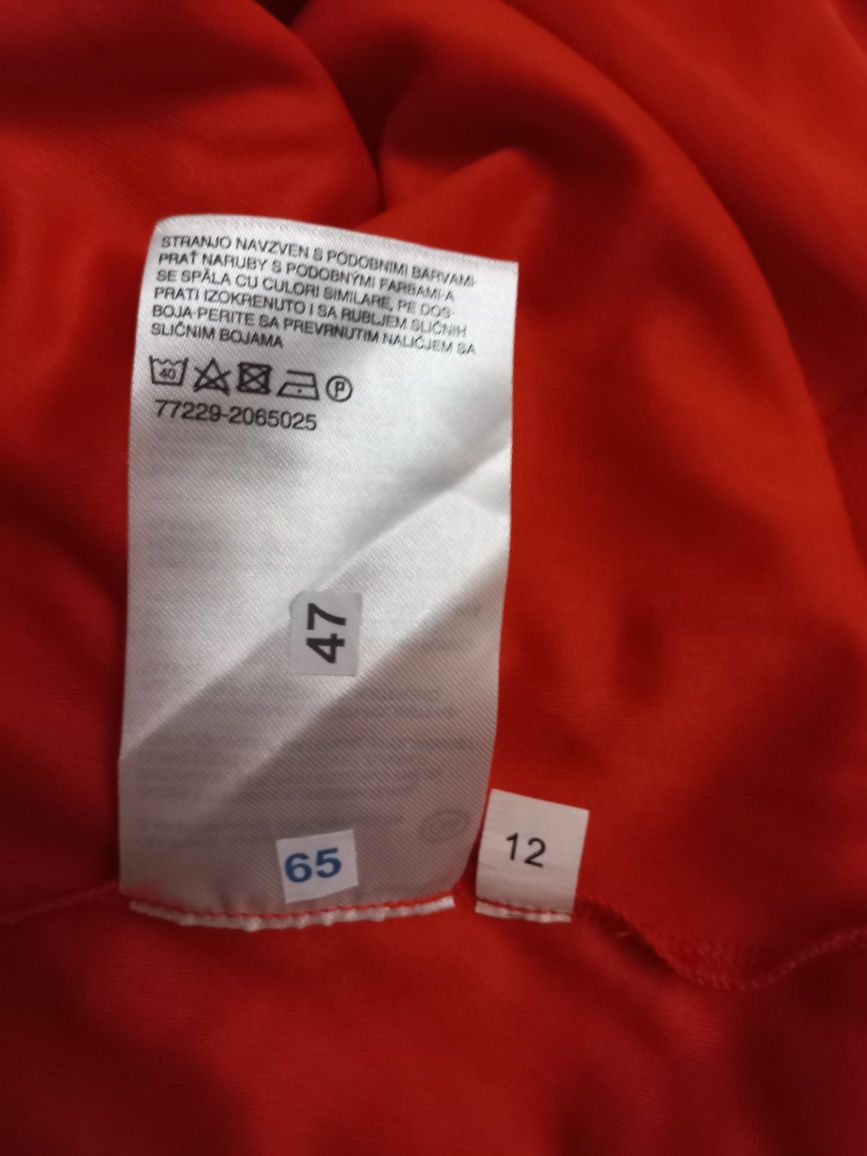 STRANJO NAVZVEN S PODOBNIMI BARVAMI-
PRAŤ NARUBY S PODOBNÝMI FARBAMI-A
SE SPĂLA CU CULORI SIMILARE, PE DOS-
PRATI IZOKRENUTO I SA RUBLJEM SLIČNIH
BOJA-PERITE SA PREVRNUTIM NALIČJEM SA
SLIČNIM BOJAMA
40 P
77229-2065025
47
65
12